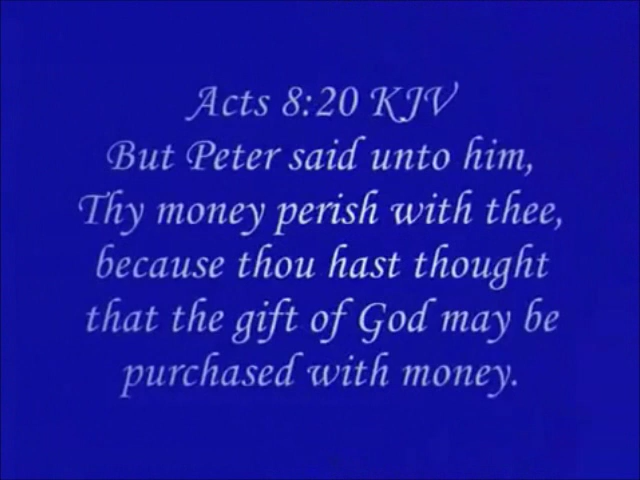 Acts 8:20 KJV
But Peter said unto him,
Thy money perish with thee,
because thou hast thought
that the gift of God may be
purchased with money.